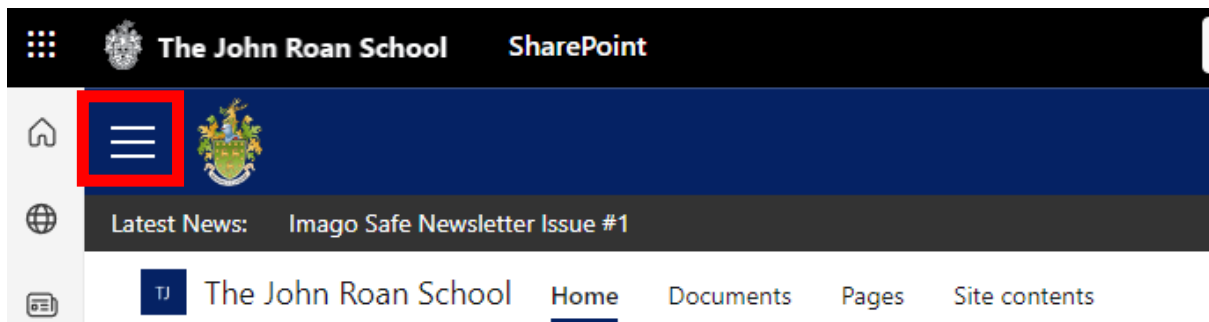 The John Roan School SharePoint
Latest News: Imago Safe Newsletter Issue #1
TJ The John Roan School Home Documents Pages Site contents